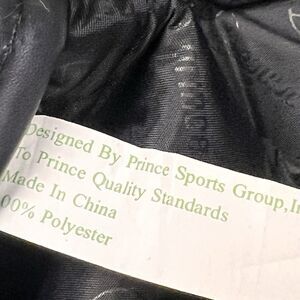 Designed By Prince Sports Group, In
To Prince Quality Standards
Made In China
00% Polyester